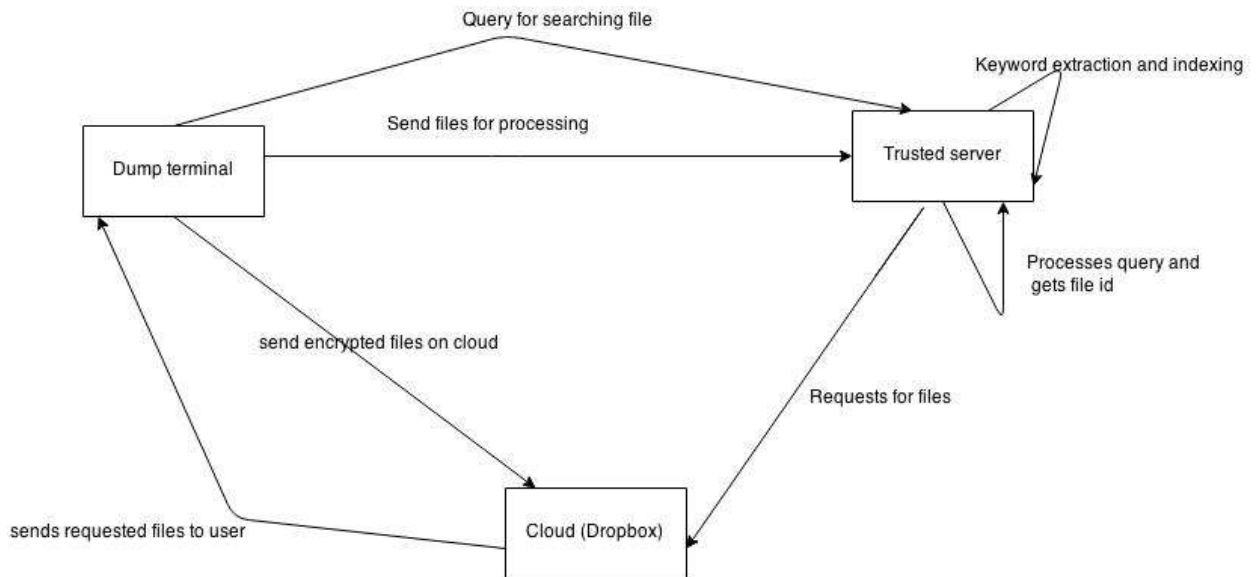 Query for searching file
Keyword extraction and indexing
Send files for processing
Trusted server
Dump terminal
Processes query and
gets file id
send encrypted files on cloud
Requests for files
sends requested files to user
Cloud (Dropbox)